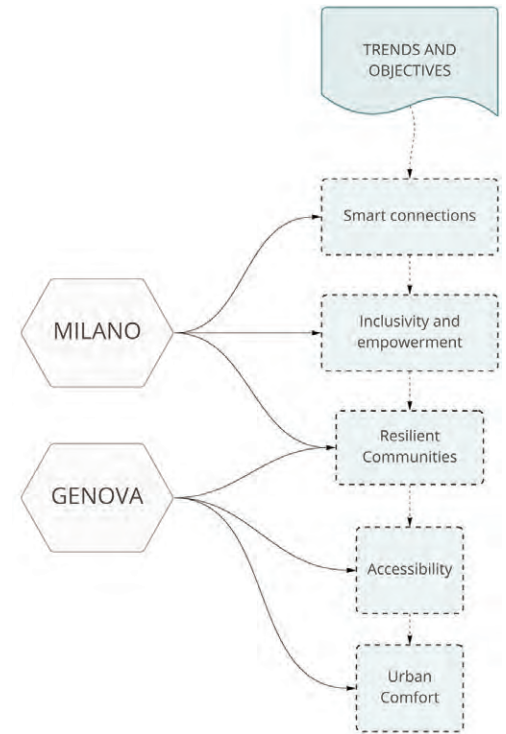 TRENDS AND
OBJECTIVES
Smart connections
MILANO
Inclusivity and
empowerment
Resilient
Communities
GENOVA
Accessibility
Urban
Comfort